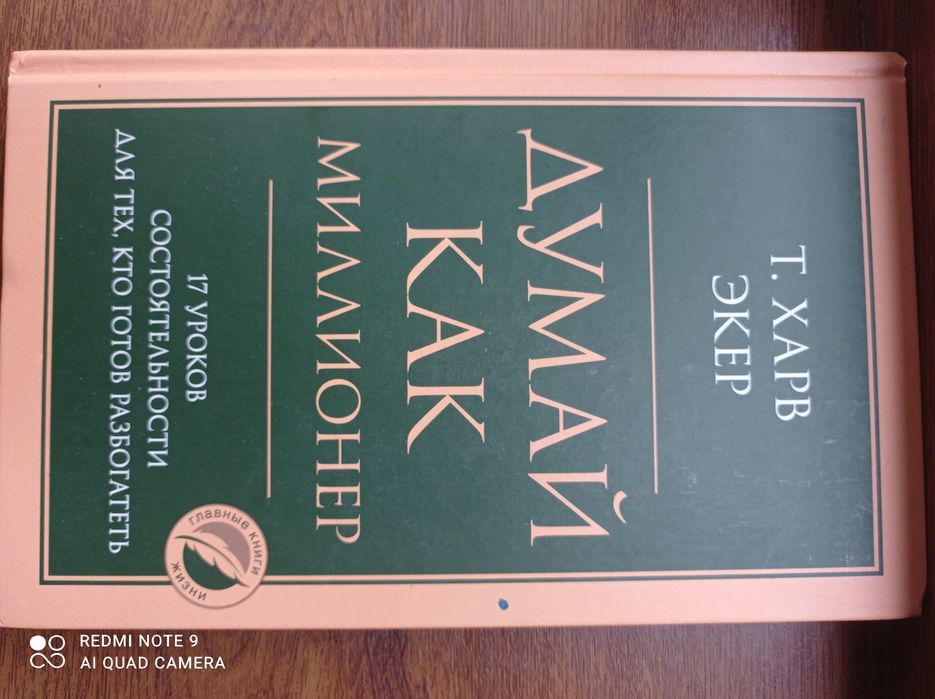 Т. ХАРВ
ЭКЕР
ДУМАЙ
КАК
МИЛЛИОНЕР
17 УРОКОВ
СОСТОЯТЕЛЬНОСТИ
ДЛЯ ТЕХ, КТО ГОТОВ РАЗБОГАТЕТЬ
ГЛАВНЫЕ КНИГИ
ЖИЗНИ
REDMI NOTE 9
AI QUAD CAMERA